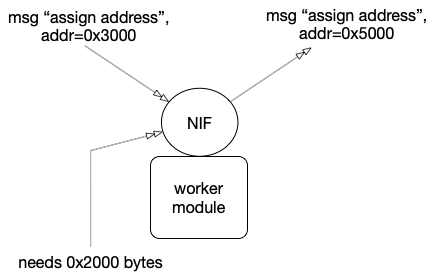 msg “assign address”,
addr=0x3000
msg “assign address”,
addr=0x5000
NIF
worker
module
needs 0x2000 bytes